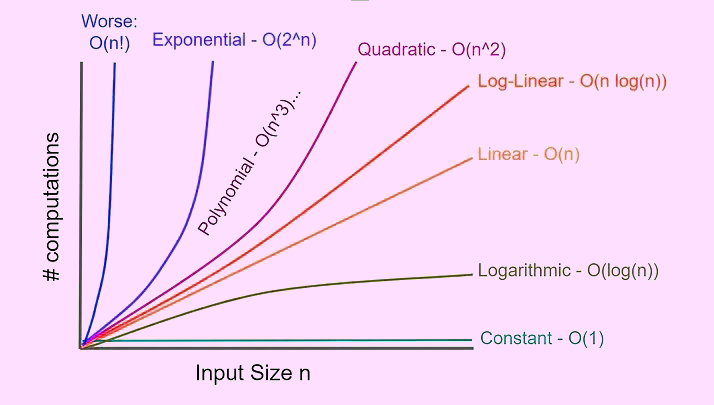 Worse:
O(n!)
Exponential - O(2^n)
Quadratic - O(n^2)
Log-Linear - O(n log(n))
Polynomial - O(n^3)...
Linear - O(n)
# computations
Logarithmic - O(log(n))
Constant - O(1)
Input Size n